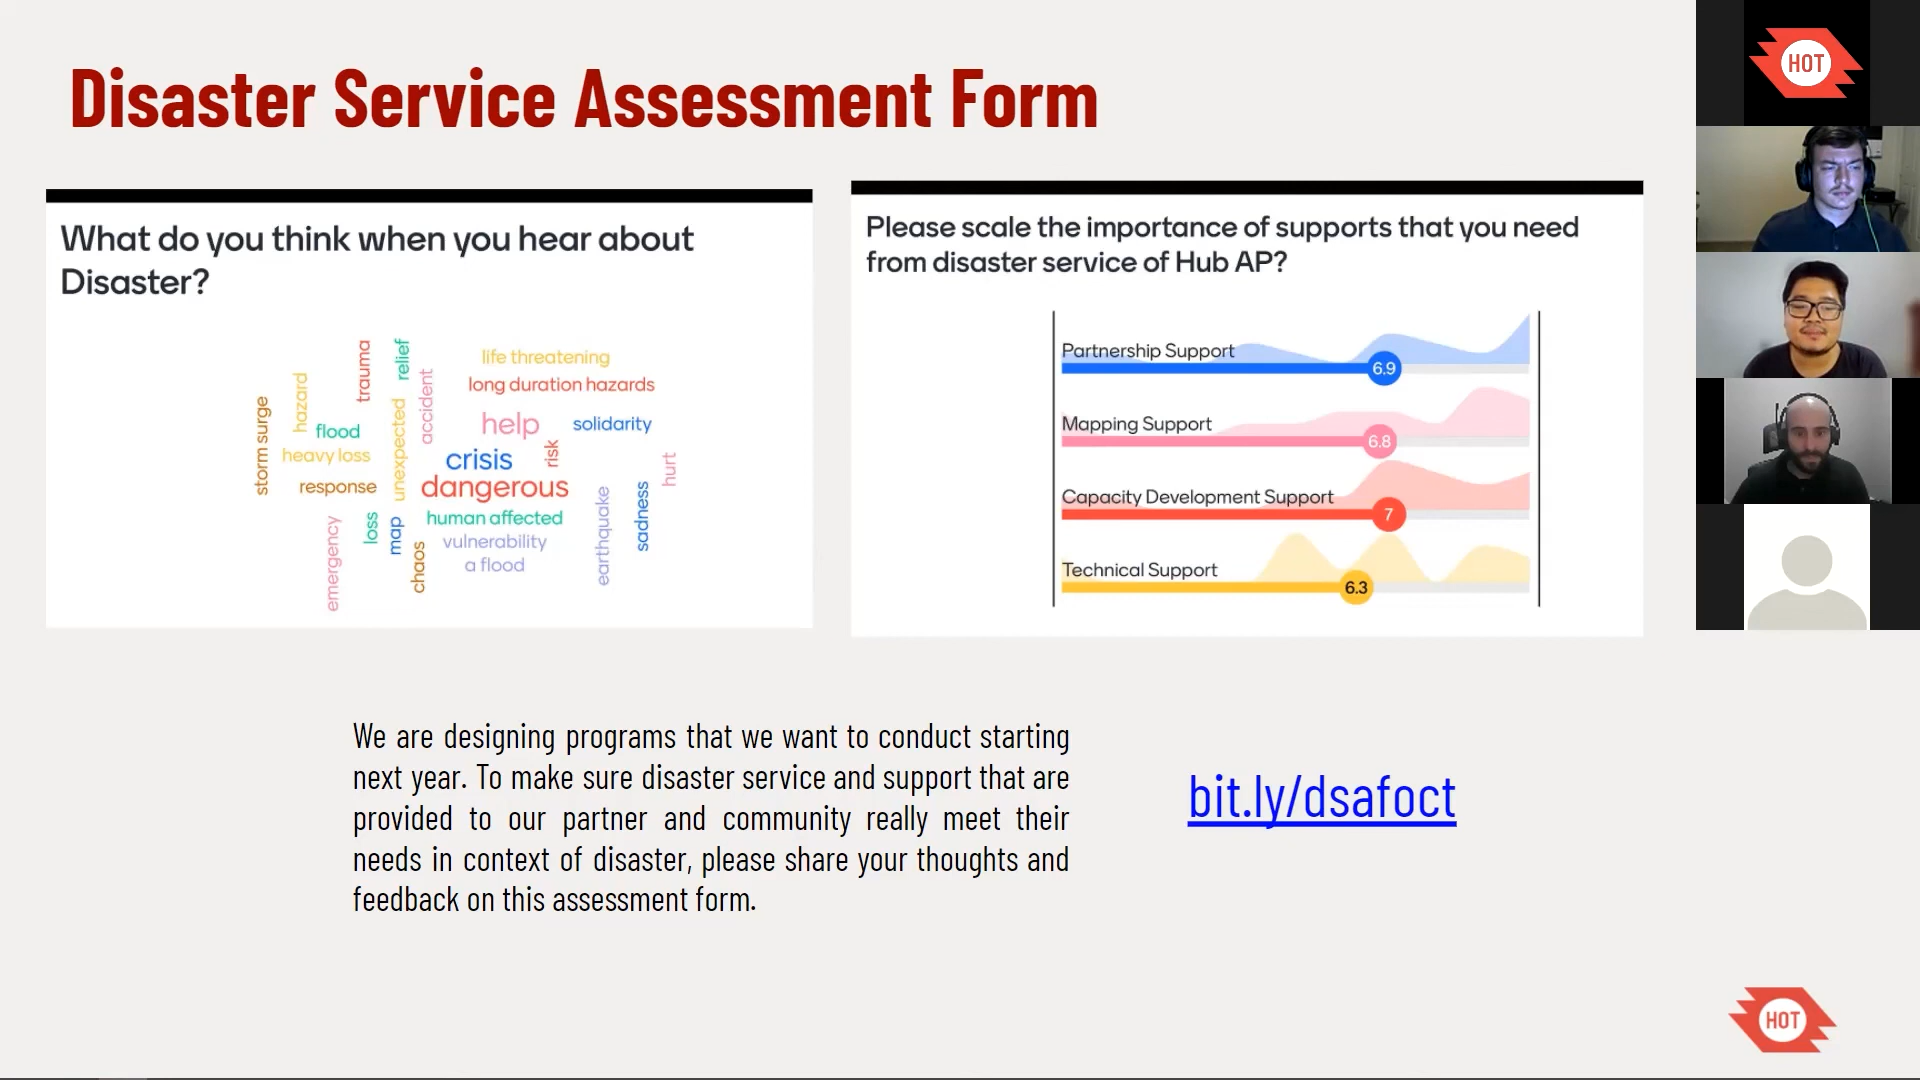 Disaster Service Assessment Form
What do you think when you hear about
Disaster?
trauma
relief
life threatening
long duration hazards
accident
hazard
storm surge
flood
help
solidarity
heavy loss
unexpected
crisis
risk
hurt
response
dangerous
human affected
loss
map
vulnerability
earthquake
sadness
emergency
chaos
a flood
Please scale the importance of supports that you need
from disaster service of Hub AP?
Partnership Support
6.9
Mapping Support
6.8
Capacity Development Support
7
Technical Support
6.3
We are designing programs that we want to conduct starting
next year. To make sure disaster service and support that are
provided to our partner and community really meet their
needs in context of disaster, please share your thoughts and
feedback on this assessment form.
bit.ly/dsafoct
HOT
HOT